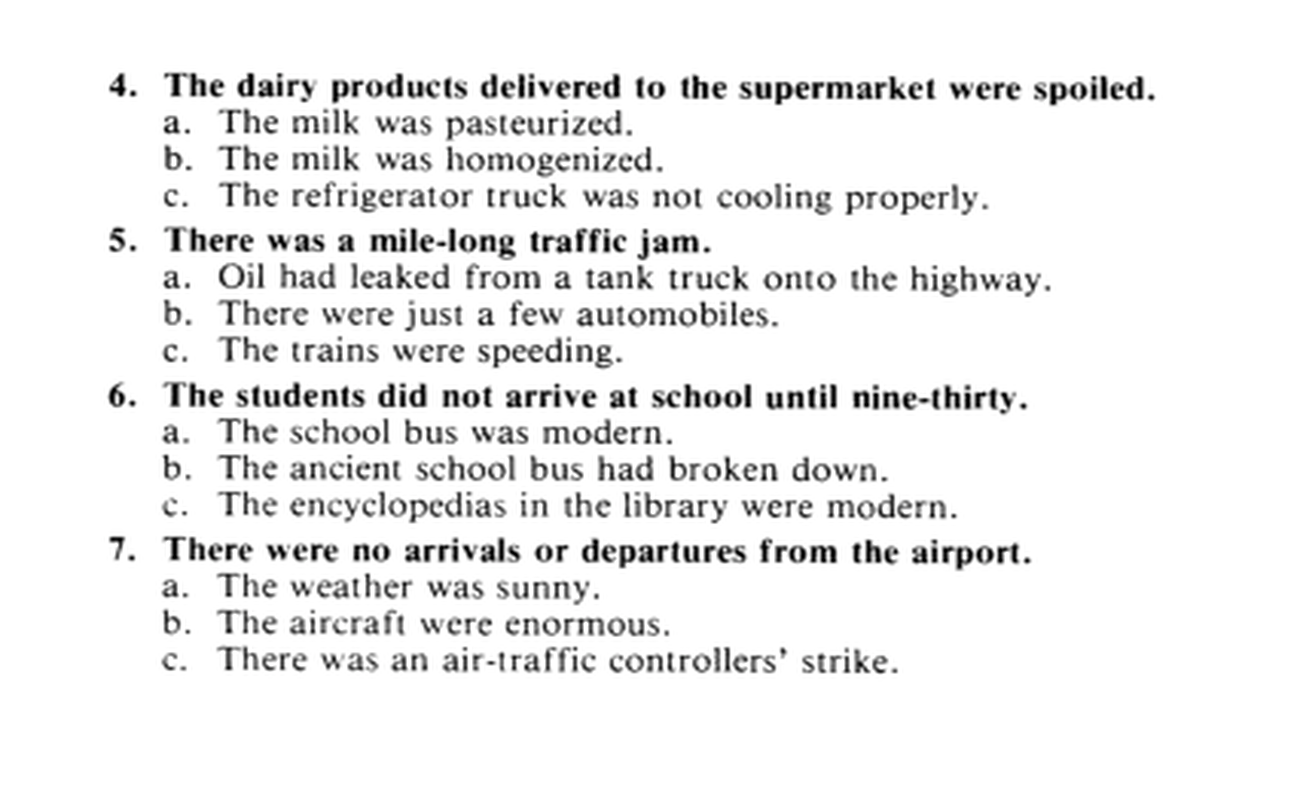 4. The dairy products delivered to the supermarket were spoiled.
a. The milk was pasteurized.
b. The milk was homogenized.
c. The refrigerator truck was not cooling properly.
5. There was a mile-long traffic jam.
a. Oil had leaked from a tank truck onto the highway.
b. There were just a few automobiles.
c. The trains were speeding.
6. The students did not arrive at school until nine-thirty.
a. The school bus was modern.
b. The ancient school bus had broken down.
c. The encyclopedias in the library were modern.
7. There were no arrivals or departures from the airport.
a. The weather was sunny.
b. The aircraft were enormous.
c. There was an air-traffic controllers' strike.